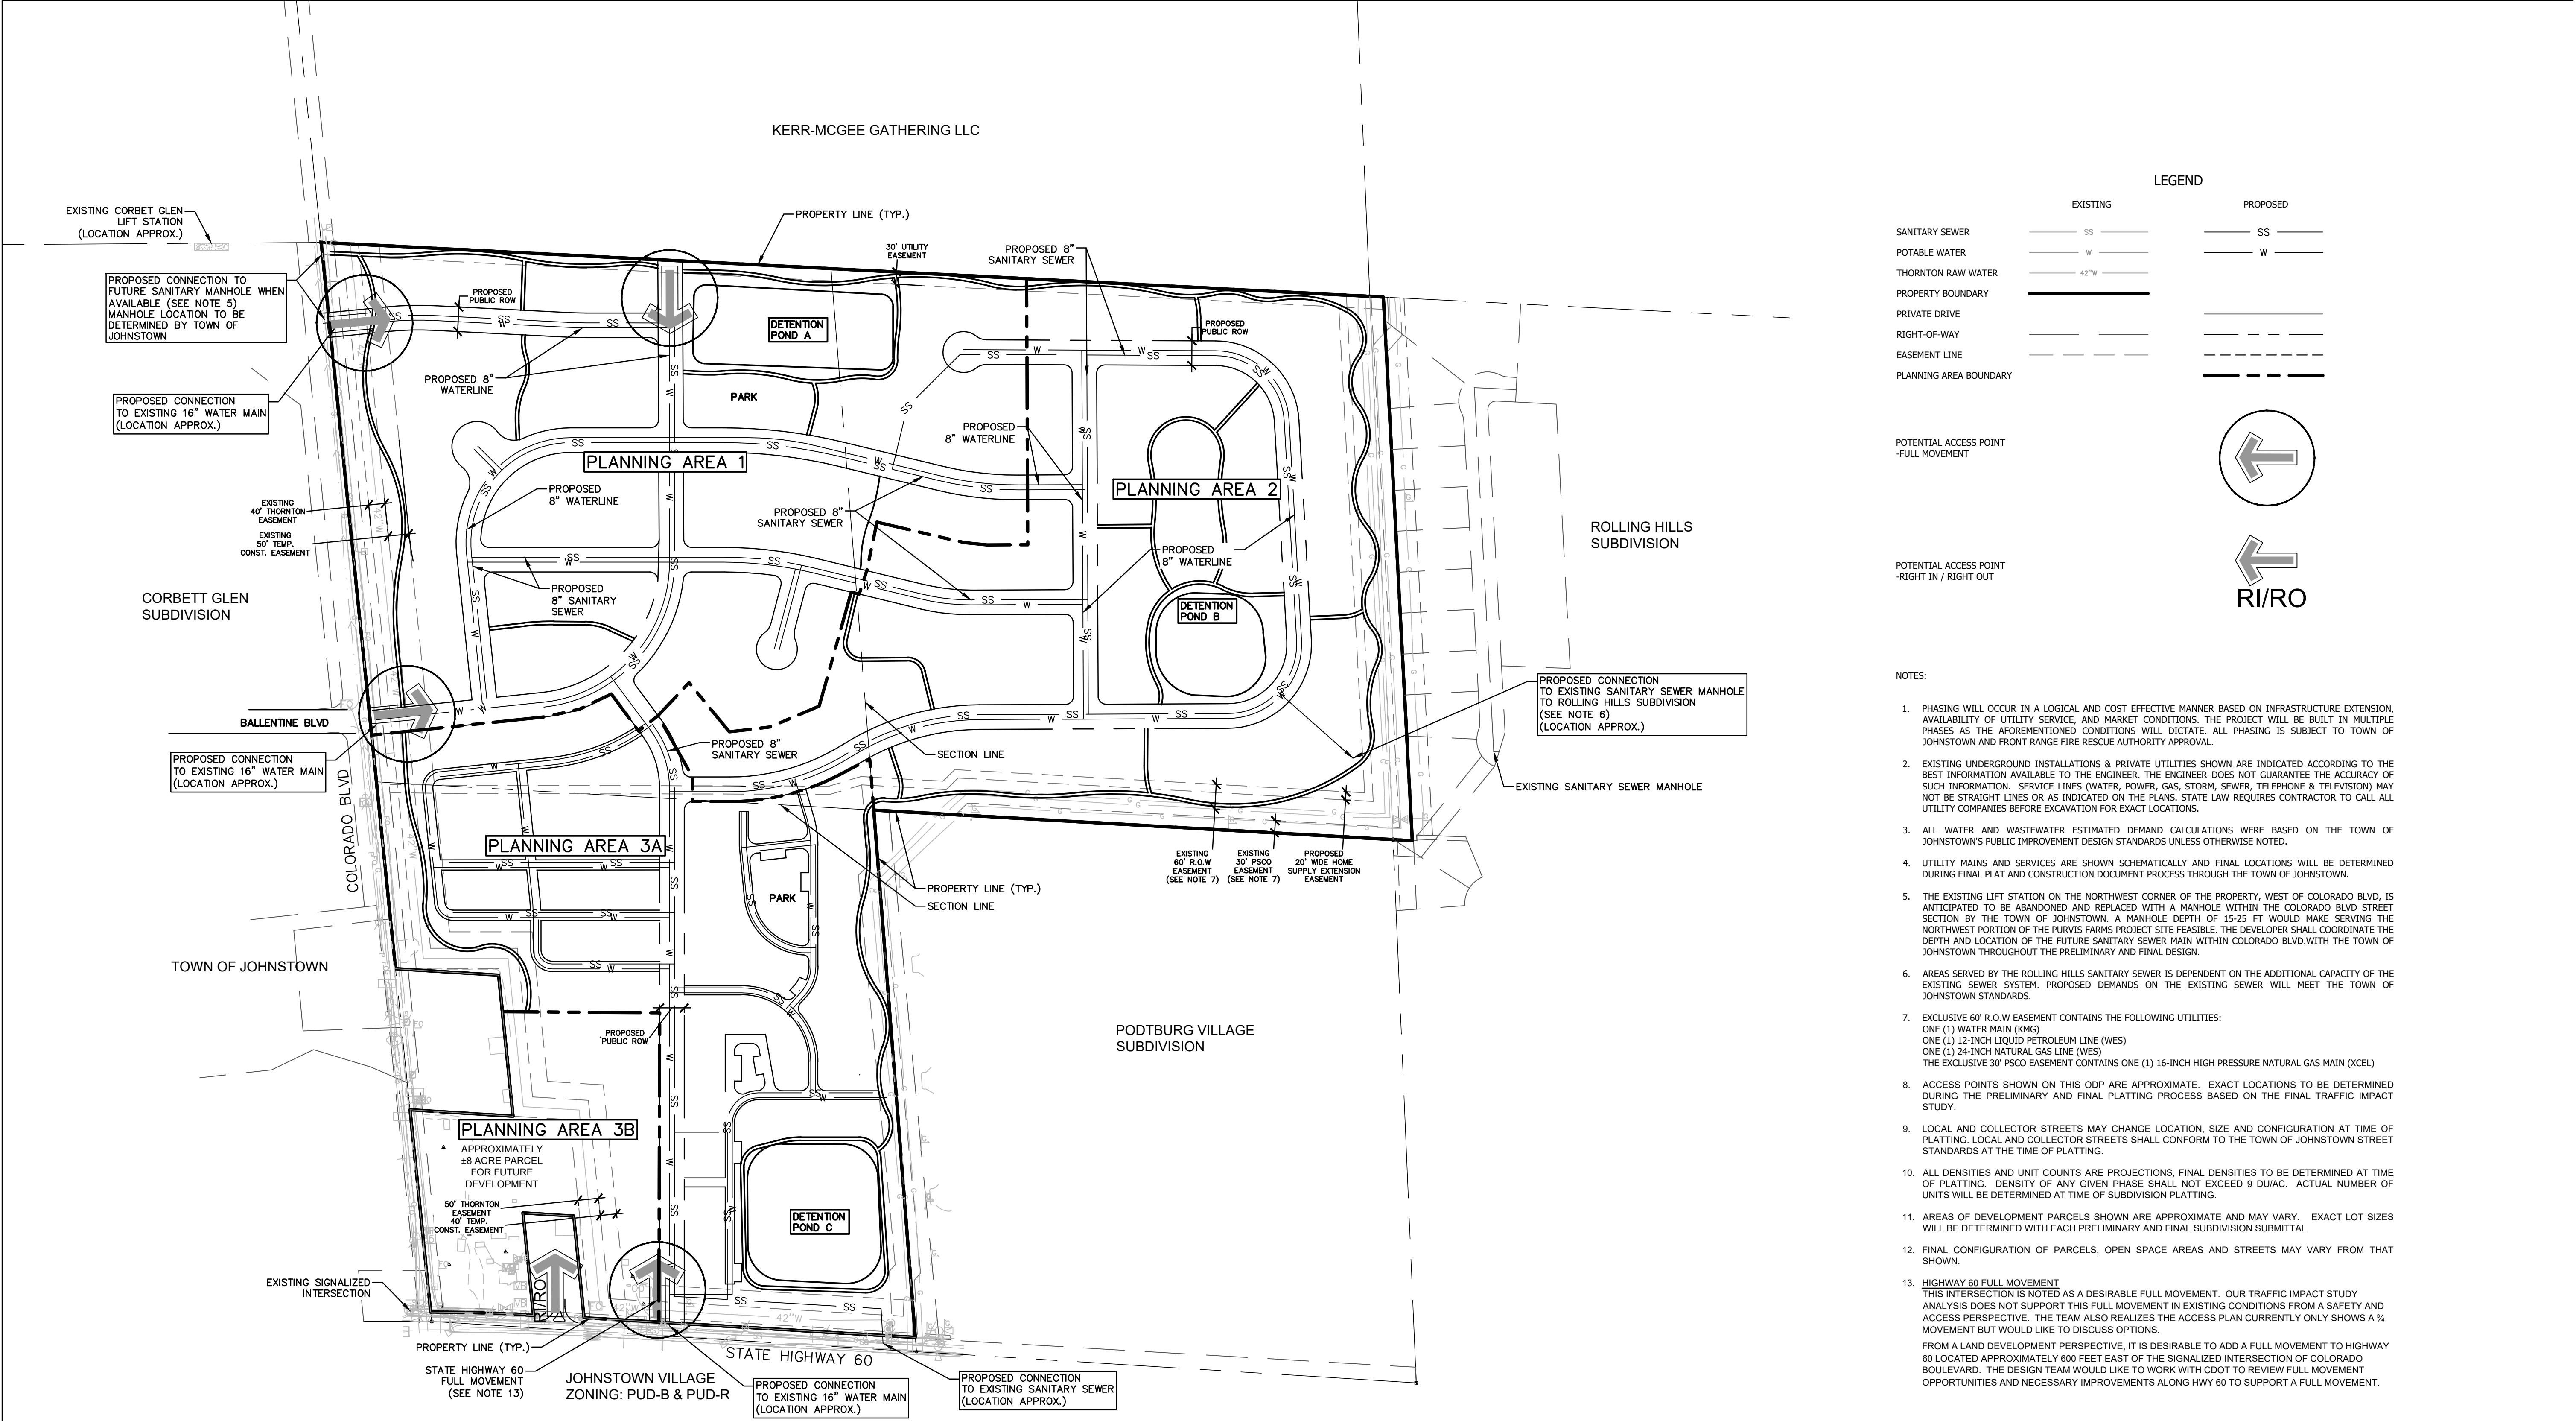 KERR-MCGEE GATHERING LLC
EXISTING CORBET GLEN
LIFT STATION
(LOCATION APPROX.)
PROPERTY LINE (TYP.)
30' UTILITY
EASEMENT
PROPOSED 8"
SANITARY SEWER
PROPOSED CONNECTION TO
FUTURE SANITARY MANHOLE WHEN
AVAILABLE (SEE NOTE 5)
MANHOLE LOCATION TO BE
DETERMINED BY TOWN OF
JOHNSTOWN
PROPOSED
PUBLIC ROW
DETENTION
POND A
PROPOSED
PUBLIC ROW
PROPOSED 8"
WATERLINE
PARK
PROPOSED CONNECTION
TO EXISTING 16" WATER MAIN
(LOCATION APPROX.)
PROPOSED
8" WATERLINE
PLANNING AREA 1
PLANNING AREA 2
PROPOSED
8" WATERLINE
EXISTING
40' THORNTON
EASEMENT
EXISTING
50' TEMP.
CONST. EASEMENT
PROPOSED 8"
SANITARY SEWER
ROLLING HILLS
SUBDIVISION
PROPOSED
8" WATERLINE
PROPOSED
8" SANITARY
SEWER
CORBETT GLEN
SUBDIVISION
DETENTION
POND B
PROPOSED CONNECTION
TO EXISTING SANITARY SEWER MANHOLE
TO ROLLING HILLS SUBDIVISION
(SEE NOTE 6)
(LOCATION APPROX.)
BALLENTINE BLVD
PROPOSED 8"
SANITARY SEWER
SECTION LINE
PROPOSED CONNECTION
TO EXISTING 16" WATER MAIN
(LOCATION APPROX.)
EXISTING SANITARY SEWER MANHOLE
COLORADO BLVD
PLANNING AREA 3A
EXISTING
60' R.O.W
EASEMENT
(SEE NOTE 7)
EXISTING
30' PSCO
EASEMENT
(SEE NOTE 7)
PROPOSED
20' WIDE HOME
SUPPLY EXTENSION
EASEMENT
PROPERTY LINE (TYP.)
SECTION LINE
PARK
TOWN OF JOHNSTOWN
PROPOSED
PUBLIC ROW
PODTBURG VILLAGE
SUBDIVISION
PLANNING AREA 3B
APPROXIMATELY
±8 ACRE PARCEL
FOR FUTURE
DEVELOPMENT
50' THORNTON
EASEMENT
40' TEMP.
CONST. EASEMENT
DETENTION
POND C
EXISTING SIGNALIZED
INTERSECTION
RI/RO
42"W
PROPERTY LINE (TYP.)
STATE HIGHWAY 60
STATE HIGHWAY 60
FULL MOVEMENT
(SEE NOTE 13)
JOHNSTOWN VILLAGE
ZONING: PUD-B & PUD-R
PROPOSED CONNECTION
TO EXISTING 16" WATER MAIN
(LOCATION APPROX.)
PROPOSED CONNECTION
TO EXISTING SANITARY SEWER
(LOCATION APPROX.)
LEGEND
EXISTING PROPOSED
SANITARY SEWER SS SS
POTABLE WATER W W
THORNTON RAW WATER 42"W
PROPERTY BOUNDARY
PRIVATE DRIVE
RIGHT-OF-WAY
EASEMENT LINE
PLANNING AREA BOUNDARY
POTENTIAL ACCESS POINT
-FULL MOVEMENT
POTENTIAL ACCESS POINT
-RIGHT IN / RIGHT OUT
RI/RO
NOTES:
1. PHASING WILL OCCUR IN A LOGICAL AND COST EFFECTIVE MANNER BASED ON INFRASTRUCTURE EXTENSION,
AVAILABILITY OF UTILITY SERVICE, AND MARKET CONDITIONS. THE PROJECT WILL BE BUILT IN MULTIPLE
PHASES AS THE AFOREMENTIONED CONDITIONS WILL DICTATE. ALL PHASING IS SUBJECT TO TOWN OF
JOHNSTOWN AND FRONT RANGE FIRE RESCUE AUTHORITY APPROVAL.
2. EXISTING UNDERGROUND INSTALLATIONS & PRIVATE UTILITIES SHOWN ARE INDICATED ACCORDING TO THE
BEST INFORMATION AVAILABLE TO THE ENGINEER. THE ENGINEER DOES NOT GUARANTEE THE ACCURACY OF
SUCH INFORMATION. SERVICE LINES (WATER, POWER, GAS, STORM, SEWER, TELEPHONE & TELEVISION) MAY
NOT BE STRAIGHT LINES OR AS INDICATED ON THE PLANS. STATE LAW REQUIRES CONTRACTOR TO CALL ALL
UTILITY COMPANIES BEFORE EXCAVATION FOR EXACT LOCATIONS.
3. ALL WATER AND WASTEWATER ESTIMATED DEMAND CALCULATIONS WERE BASED ON THE TOWN OF
JOHNSTOWN'S PUBLIC IMPROVEMENT DESIGN STANDARDS UNLESS OTHERWISE NOTED.
4. UTILITY MAINS AND SERVICES ARE SHOWN SCHEMATICALLY AND FINAL LOCATIONS WILL BE DETERMINED
DURING FINAL PLAT AND CONSTRUCTION DOCUMENT PROCESS THROUGH THE TOWN OF JOHNSTOWN.
5. THE EXISTING LIFT STATION ON THE NORTHWEST CORNER OF THE PROPERTY, WEST OF COLORADO BLVD, IS
ANTICIPATED TO BE ABANDONED AND REPLACED WITH A MANHOLE WITHIN THE COLORADO BLVD STREET
SECTION BY THE TOWN OF JOHNSTOWN. A MANHOLE DEPTH OF 15-25 FT WOULD MAKE SERVING THE
NORTHWEST PORTION OF THE PURVIS FARMS PROJECT SITE FEASIBLE. THE DEVELOPER SHALL COORDINATE THE
DEPTH AND LOCATION OF THE FUTURE SANITARY SEWER MAIN WITHIN COLORADO BLVD.WITH THE TOWN OF
JOHNSTOWN THROUGHOUT THE PRELIMINARY AND FINAL DESIGN.
6. AREAS SERVED BY THE ROLLING HILLS SANITARY SEWER IS DEPENDENT ON THE ADDITIONAL CAPACITY OF THE
EXISTING SEWER SYSTEM. PROPOSED DEMANDS ON THE EXISTING SEWER WILL MEET THE TOWN OF
JOHNSTOWN STANDARDS.
7. EXCLUSIVE 60' R.O.W EASEMENT CONTAINS THE FOLLOWING UTILITIES:
ONE (1) WATER MAIN (KMG)
ONE (1) 12-INCH LIQUID PETROLEUM LINE (WES)
ONE (1) 24-INCH NATURAL GAS LINE (WES)
THE EXCLUSIVE 30' PSCO EASEMENT CONTAINS ONE (1) 16-INCH HIGH PRESSURE NATURAL GAS MAIN (XCEL)
8. ACCESS POINTS SHOWN ON THIS ODP ARE APPROXIMATE. EXACT LOCATIONS TO BE DETERMINED
DURING THE PRELIMINARY AND FINAL PLATTING PROCESS BASED ON THE FINAL TRAFFIC IMPACT
STUDY.
9. LOCAL AND COLLECTOR STREETS MAY CHANGE LOCATION, SIZE AND CONFIGURATION AT TIME OF
PLATTING. LOCAL AND COLLECTOR STREETS SHALL CONFORM TO THE TOWN OF JOHNSTOWN STREET
STANDARDS AT THE TIME OF PLATTING.
10. ALL DENSITIES AND UNIT COUNTS ARE PROJECTIONS, FINAL DENSITIES TO BE DETERMINED AT TIME
OF PLATTING. DENSITY OF ANY GIVEN PHASE SHALL NOT EXCEED 9 DU/AC. ACTUAL NUMBER OF
UNITS WILL BE DETERMINED AT TIME OF SUBDIVISION PLATTING.
11. AREAS OF DEVELOPMENT PARCELS SHOWN ARE APPROXIMATE AND MAY VARY. EXACT LOT SIZES
WILL BE DETERMINED WITH EACH PRELIMINARY AND FINAL SUBDIVISION SUBMITTAL.
12. FINAL CONFIGURATION OF PARCELS, OPEN SPACE AREAS AND STREETS MAY VARY FROM THAT
SHOWN.
13. HIGHWAY 60 FULL MOVEMENT
THIS INTERSECTION IS NOTED AS A DESIRABLE FULL MOVEMENT. OUR TRAFFIC IMPACT STUDY
ANALYSIS DOES NOT SUPPORT THIS FULL MOVEMENT IN EXISTING CONDITIONS FROM A SAFETY AND
ACCESS PERSPECTIVE. THE TEAM ALSO REALIZES THE ACCESS PLAN CURRENTLY ONLY SHOWS A ¾
MOVEMENT BUT WOULD LIKE TO DISCUSS OPTIONS.
FROM A LAND DEVELOPMENT PERSPECTIVE, IT IS DESIRABLE TO ADD A FULL MOVEMENT TO HIGHWAY
60 LOCATED APPROXIMATELY 600 FEET EAST OF THE SIGNALIZED INTERSECTION OF COLORADO
BOULEVARD. THE DESIGN TEAM WOULD LIKE TO WORK WITH CDOT TO REVIEW FULL MOVEMENT
OPPORTUNITIES AND NECESSARY IMPROVEMENTS ALONG HWY 60 TO SUPPORT A FULL MOVEMENT.